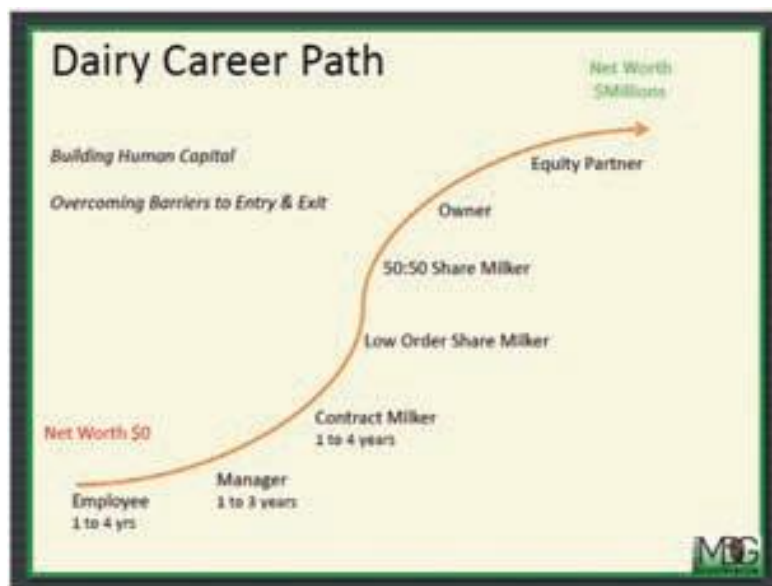 Dairy Career Path
Net Worth
$Millions
Building Human Capital
Overcoming Barriers to Entry & Exit
Equity Partner
Owner
50:50 Share Milker
Low Order Share Milker
Contract Milker
1 to 4 years
Net Worth $0
Manager
1 to 3 years
Employee
1 to 4 yrs